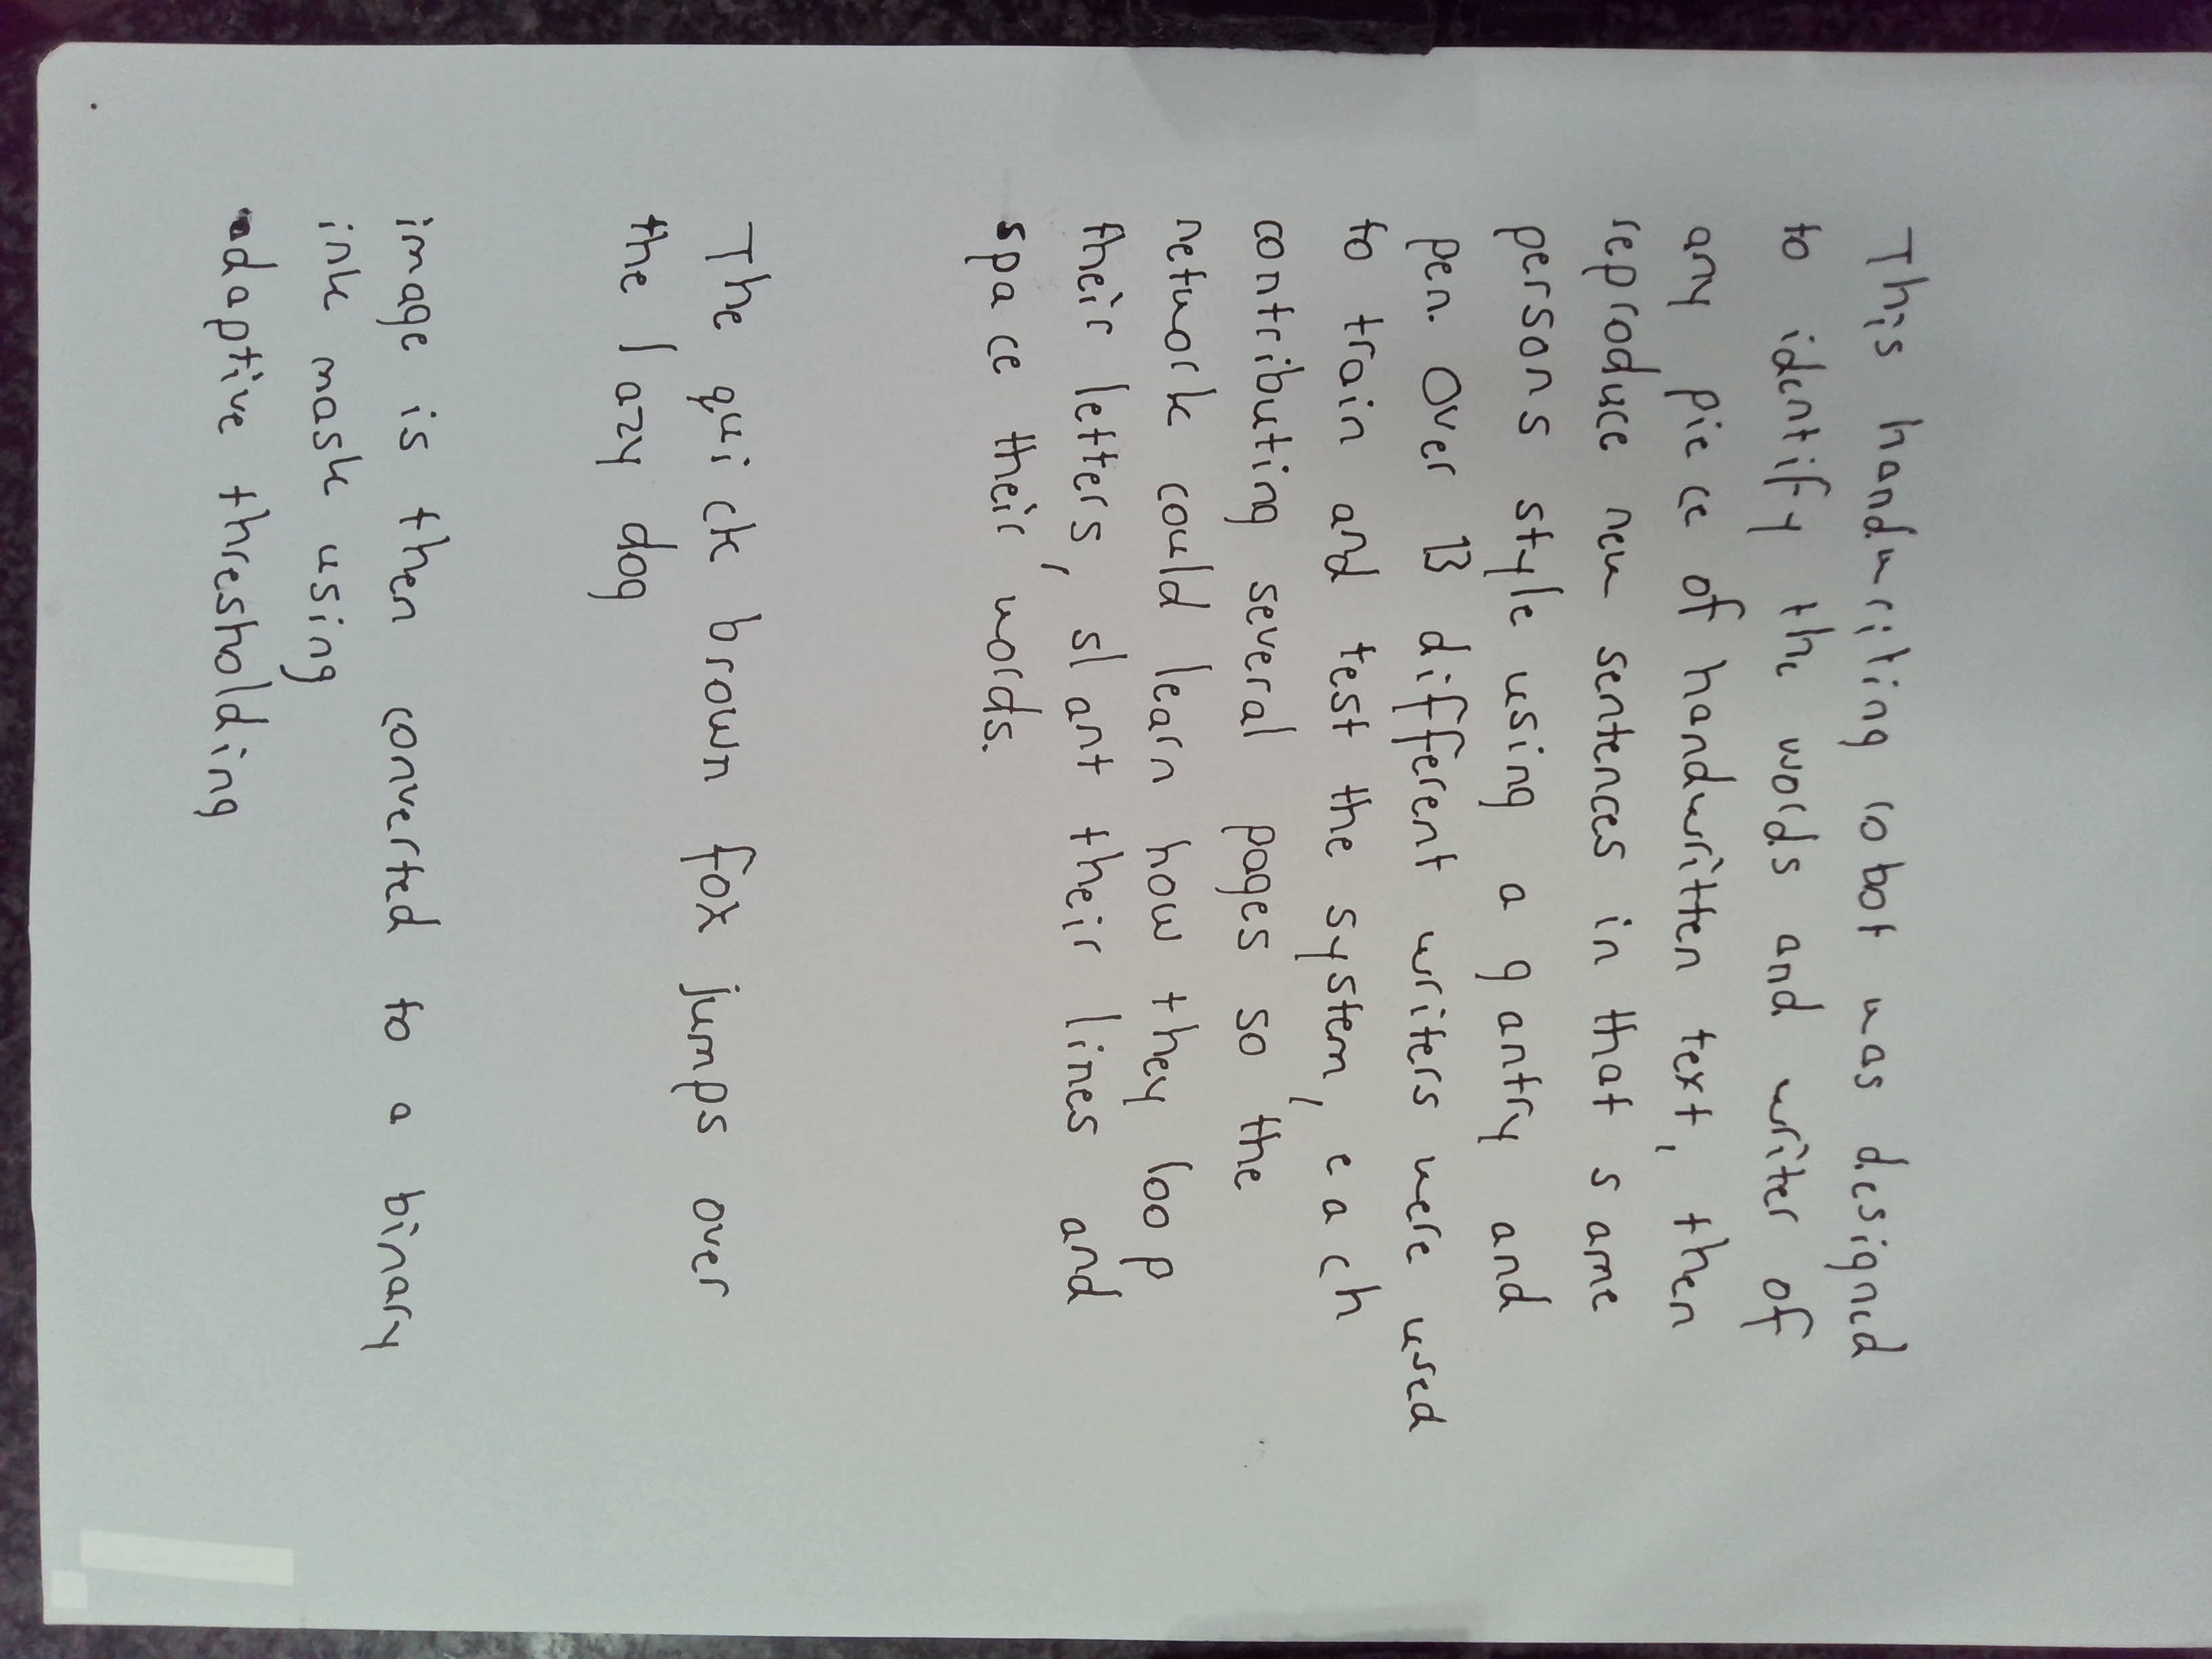 This handwriting robot was designed
to identify the words and writer of
any piece of handwritten text, then
reproduce new sentences in that same
persons style using a gantry and
pen. Over 13 different writers were used
to train and test the system, each
contributing several pages so the
network could learn how they loop
their letters, slant their lines and
space their words.
The quick brown fox jumps over
the lazy dog
image is then converted to a binary
ink mask using
adaptive thresholding